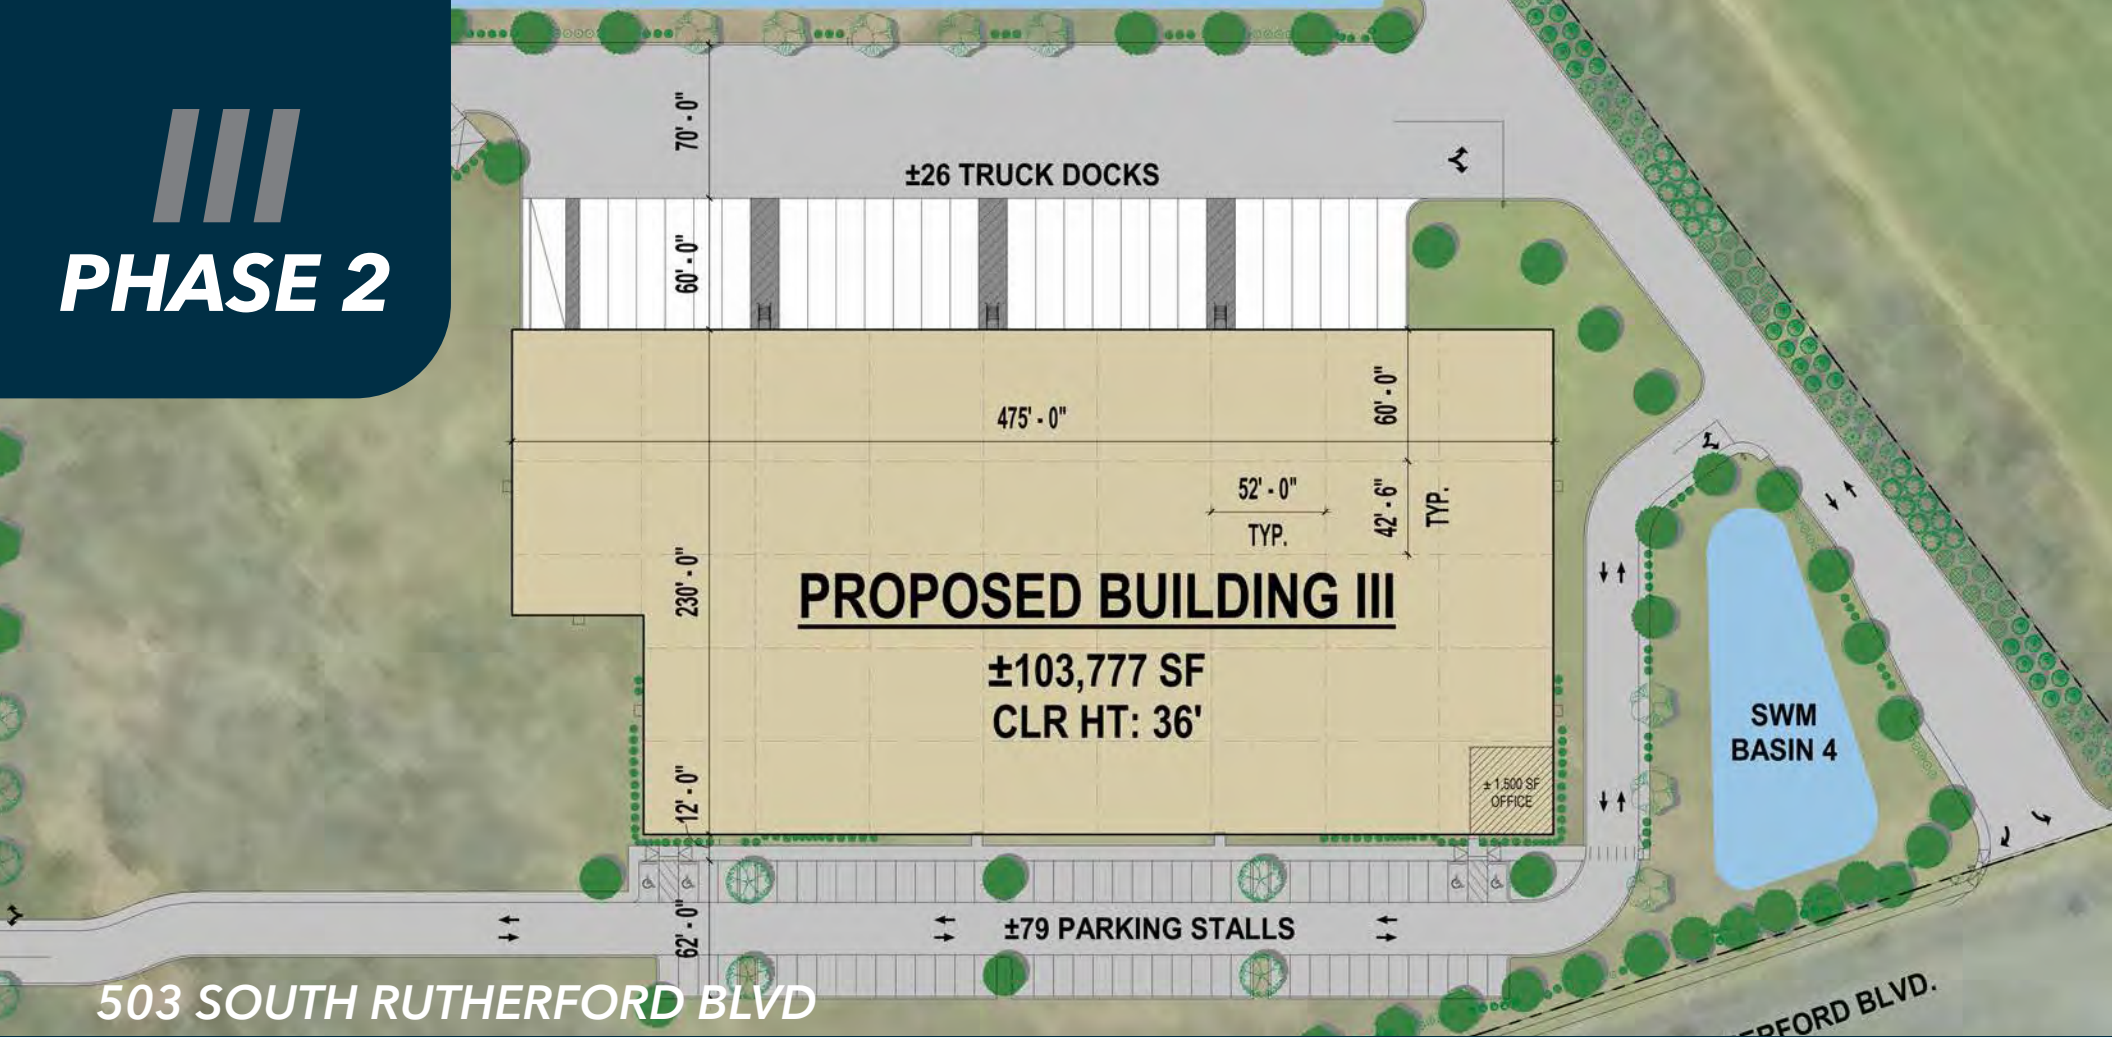 III
PHASE 2
70' - 0"
±26 TRUCK DOCKS
60' - 0"
475' - 0"
60' - 0"
52' - 0"
TYP.
42' - 6"
TYP.
230' - 0"
PROPOSED BUILDING III
±103,777 SF
CLR HT: 36'
SWM
BASIN 4
± 1,500 SF
OFFICE
12' - 0"
62' - 0"
±79 PARKING STALLS
503 SOUTH RUTHERFORD BLVD
ERFORD BLVD.